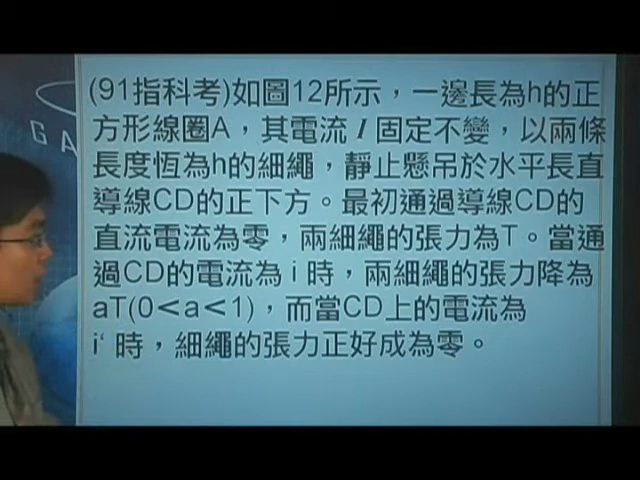 (91指科考)如圖12所示，一邊長為h的正
方形線圈A，其電流 I 固定不變，以兩條
長度恆為h的細繩，靜止懸吊於水平長直
導線CD的正下方。最初通過導線CD的
直流電流為零，兩細繩的張力為T。當通
過CD的電流為 i 時，兩細繩的張力降為
aT(0＜a＜1)，而當CD上的電流為
i‘ 時，細繩的張力正好成為零。
GA